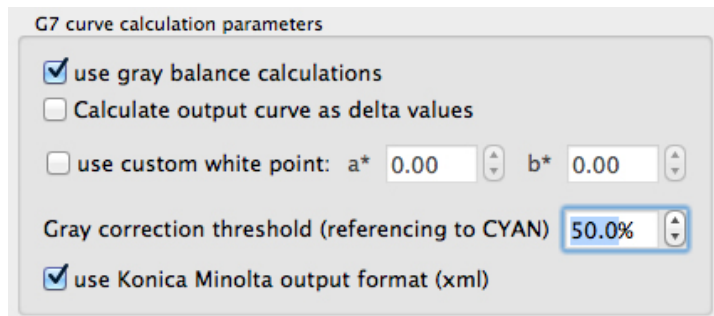 G7 curve calculation parameters
use gray balance calculations
Calculate output curve as delta values
use custom white point: a* 0.00 b* 0.00
Gray correction threshold (referencing to CYAN) 50.0%
use Konica Minolta output format (xml)